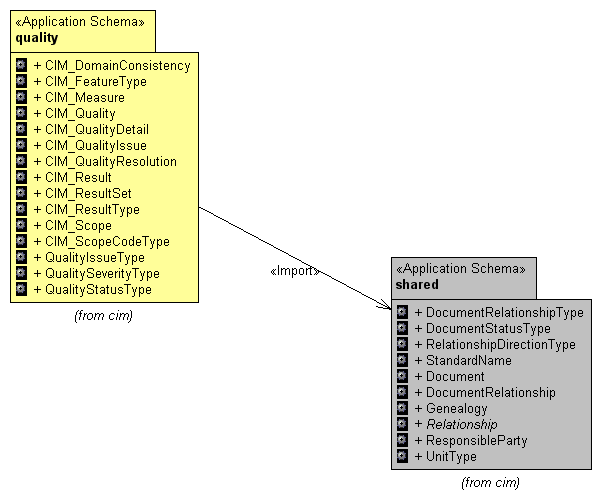 «Application Schema»
quality
+ CIM_DomainConsistency
+ CIM_FeatureType
+ CIM_Measure
+ CIM_Quality
+ CIM_QualityDetail
+ CIM_QualityIssue
+ CIM_QualityResolution
+ CIM_Result
+ CIM_ResultSet
+ CIM_ResultType
+ CIM_Scope
+ CIM_ScopeCodeType
+ QualityIssueType
+ QualitySeverityType
+ QualityStatusType
(from cim)
«Import»
«Application Schema»
shared
+ DocumentRelationshipType
+ DocumentStatusType
+ RelationshipDirectionType
+ StandardName
+ Document
+ DocumentRelationship
+ Genealogy
+ Relationship
+ ResponsibleParty
+ UnitType
(from cim)